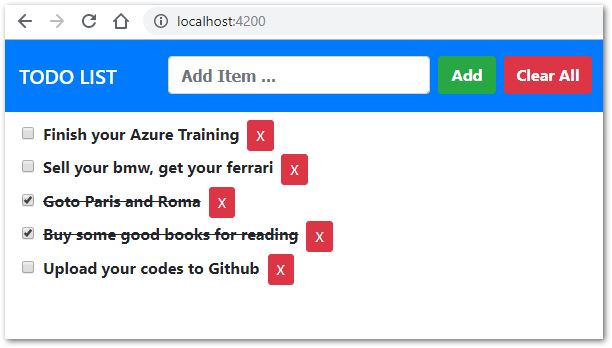 localhost:4200
TODO LIST Add Item ... Add Clear All
Finish your Azure Training X
Sell your bmw, get your ferrari X
Goto Paris and Roma X
Buy some good books for reading X
Upload your codes to Github X